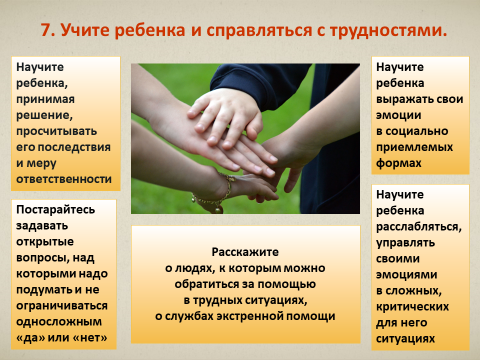 7. Учите ребенка и справляться с трудностями.
Научите
ребенка,
принимая
решение,
просчитывать
его последствия
и меру
ответственности
Постарайтесь
задавать
открытые
вопросы, над
которыми надо
подумать и не
ограничиваться
односложным
«да» или «нет»
Расскажите
о людях, к которым можно
обратиться за помощью
в трудных ситуациях,
о службах экстренной помощи
Научите
ребенка
выражать свои
эмоции
в социально
приемлемых
формах
Научите
ребенка
расслабляться,
управлять
своими
эмоциями
в сложных,
критических
для него
ситуациях